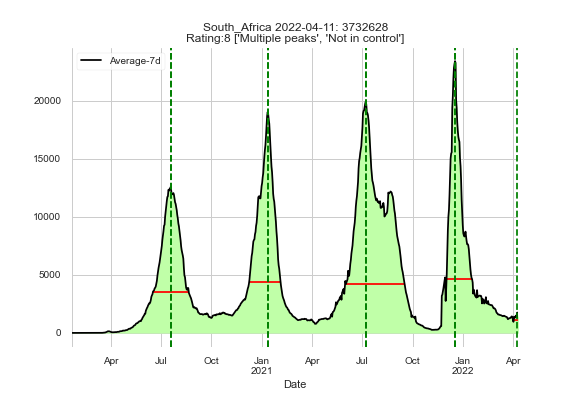 South_Africa 2022-04-11: 3732628
Rating:8 ['Multiple peaks', 'Not in control']
Average-7d
20000
15000
10000
5000
0
Apr Jul Oct Jan Apr Jul Oct Jan Apr
2021 2022
Date